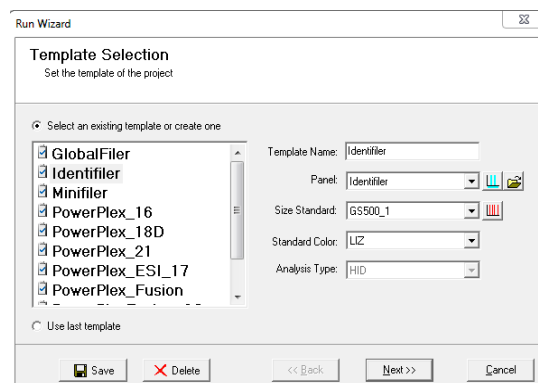 Run Wizard
Template Selection
Set the template of the project
Select an existing template or create one
GlobalFiler
Identifiler
Minifiler
PowerPlex_16
PowerPlex_18D
PowerPlex_21
PowerPlex_ESI_17
PowerPlex_Fusion
Template Name: Identifiler
Panel: Identifiler
Size Standard: GS500_1
Standard Color: LIZ
Analysis Type: HID
Use last template
Save Delete << Back Next >> Cancel